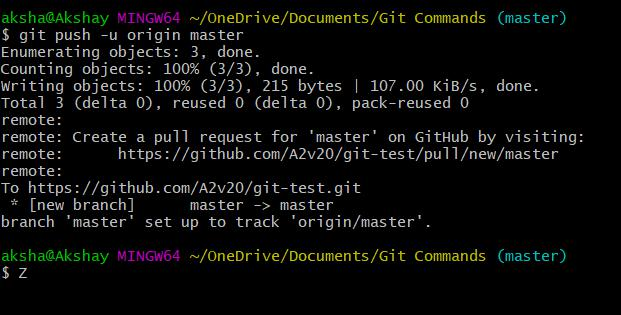 aksha@Akshay MINGW64 ~/OneDrive/Documents/Git Commands (master)
$ git push -u origin master
Enumerating objects: 3, done.
Counting objects: 100% (3/3), done.
Writing objects: 100% (3/3), 215 bytes | 107.00 KiB/s, done.
Total 3 (delta 0), reused 0 (delta 0), pack-reused 0
remote:
remote: Create a pull request for 'master' on GitHub by visiting:
remote:      https://github.com/A2v20/git-test/pull/new/master
remote:
To https://github.com/A2v20/git-test.git
 * [new branch]      master -> master
branch 'master' set up to track 'origin/master'.
aksha@Akshay MINGW64 ~/OneDrive/Documents/Git Commands (master)
$ Z